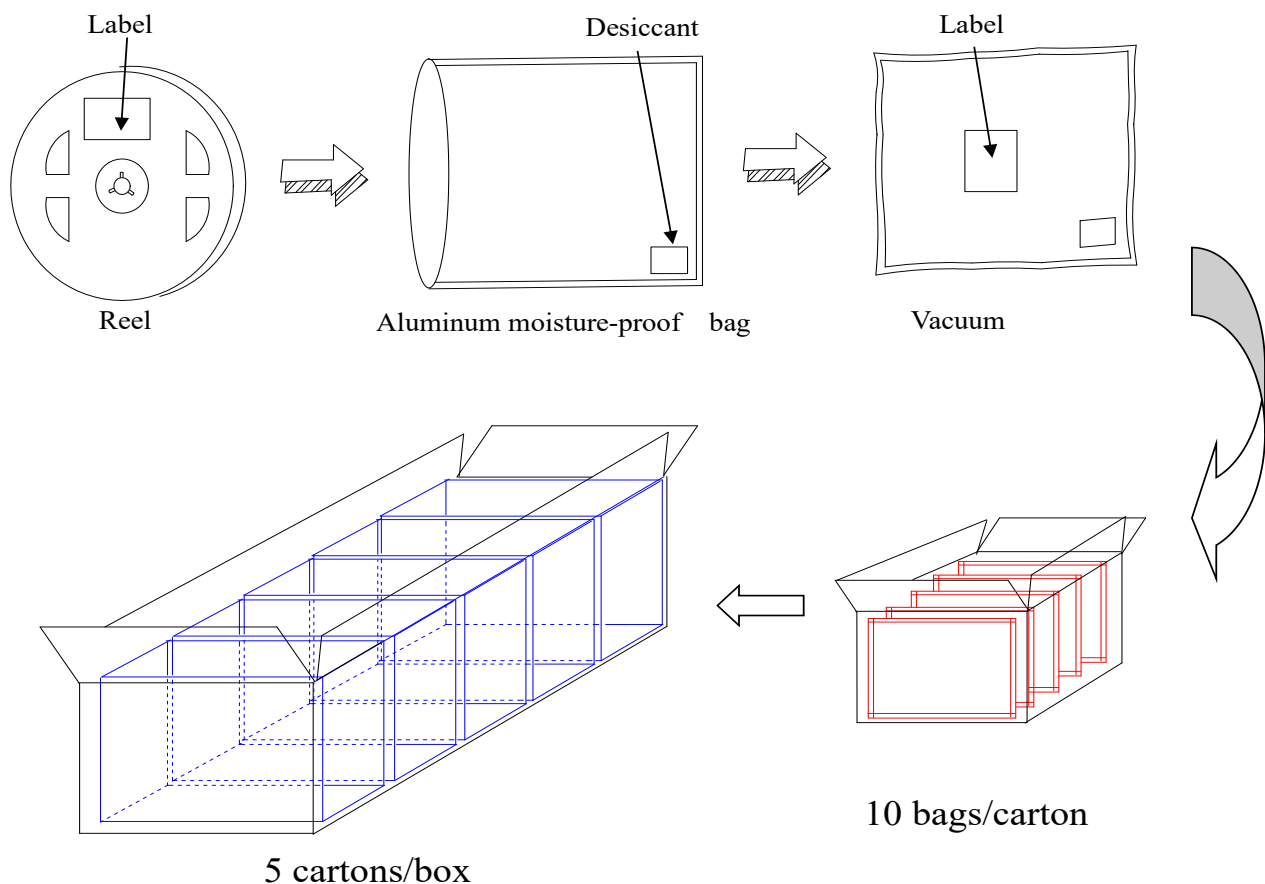 Label
Desiccant
Label
Reel
Aluminum moisture-proof bag
Vacuum
10 bags/carton
5 cartons/box